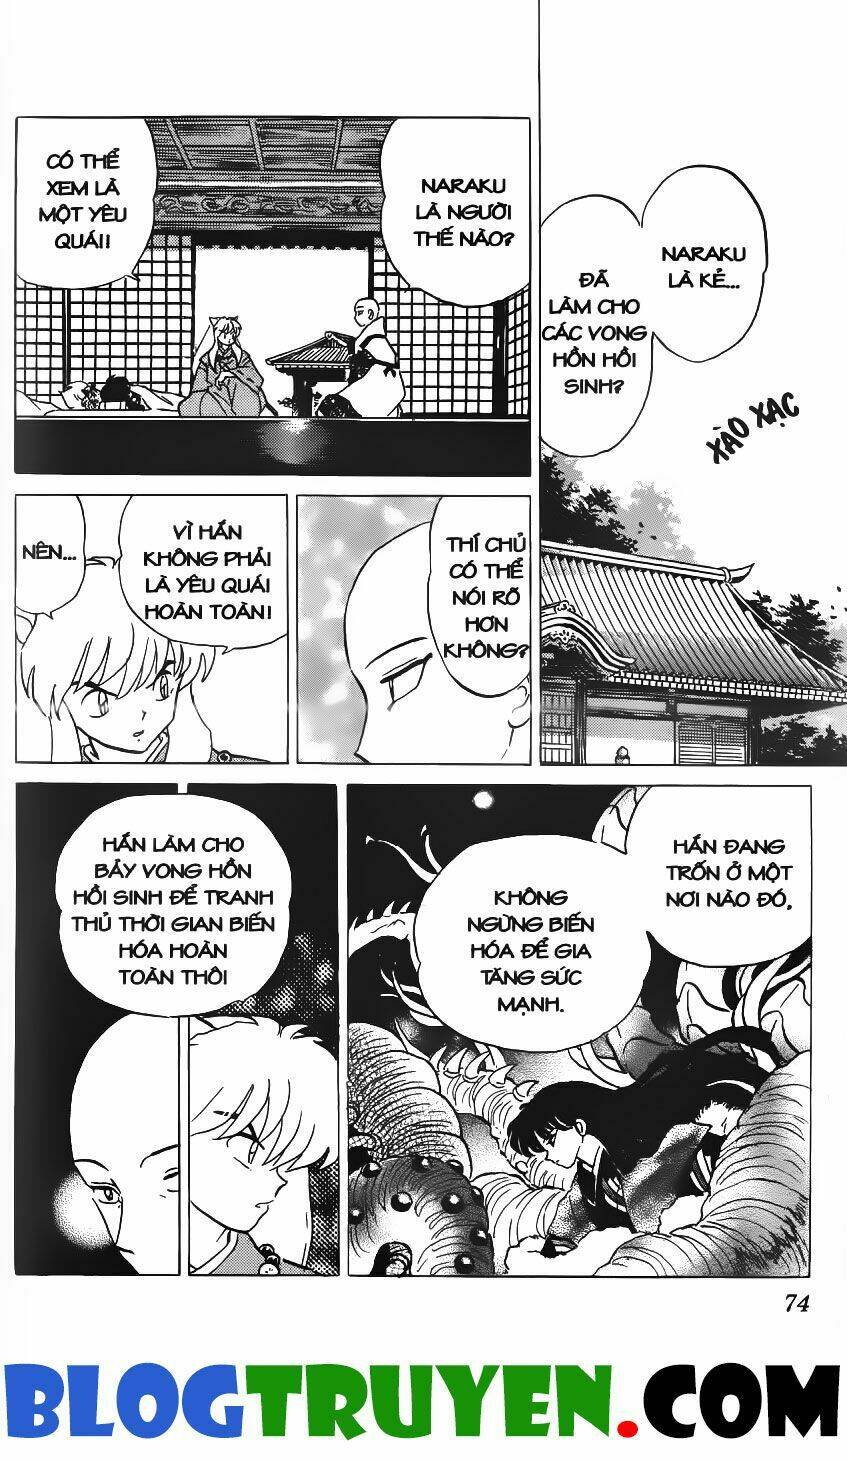 NARAKU
LÀ KẺ...
ĐÃ
LÀM CHO
CÁC VONG
HỒN HỒI
SINH?
XÀO XẠC
NARAKU
LÀ NGƯỜI
THẾ NÀO?
CÓ THỂ
XEM LÀ
MỘT YÊU
QUÁI!
THÍ CHỦ
CÓ THỂ
NÓI RÕ
HƠN
KHÔNG?
VÌ HẮN
KHÔNG PHẢI
LÀ YÊU QUÁI
HOÀN TOÀN!
NÊN...
HẮN ĐANG
TRỐN Ở MỘT
NƠI NÀO ĐÓ.
KHÔNG
NGỪNG BIẾN
HÓA ĐỂ GIA
TĂNG SỨC
MẠNH.
HẮN LÀM CHO
BẢY VONG HỒN
HỒI SINH ĐỂ TRANH
THỦ THỜI GIAN BIẾN
HÓA HOÀN
TOÀN THÔI
74
BLOGTRUYEN.COM